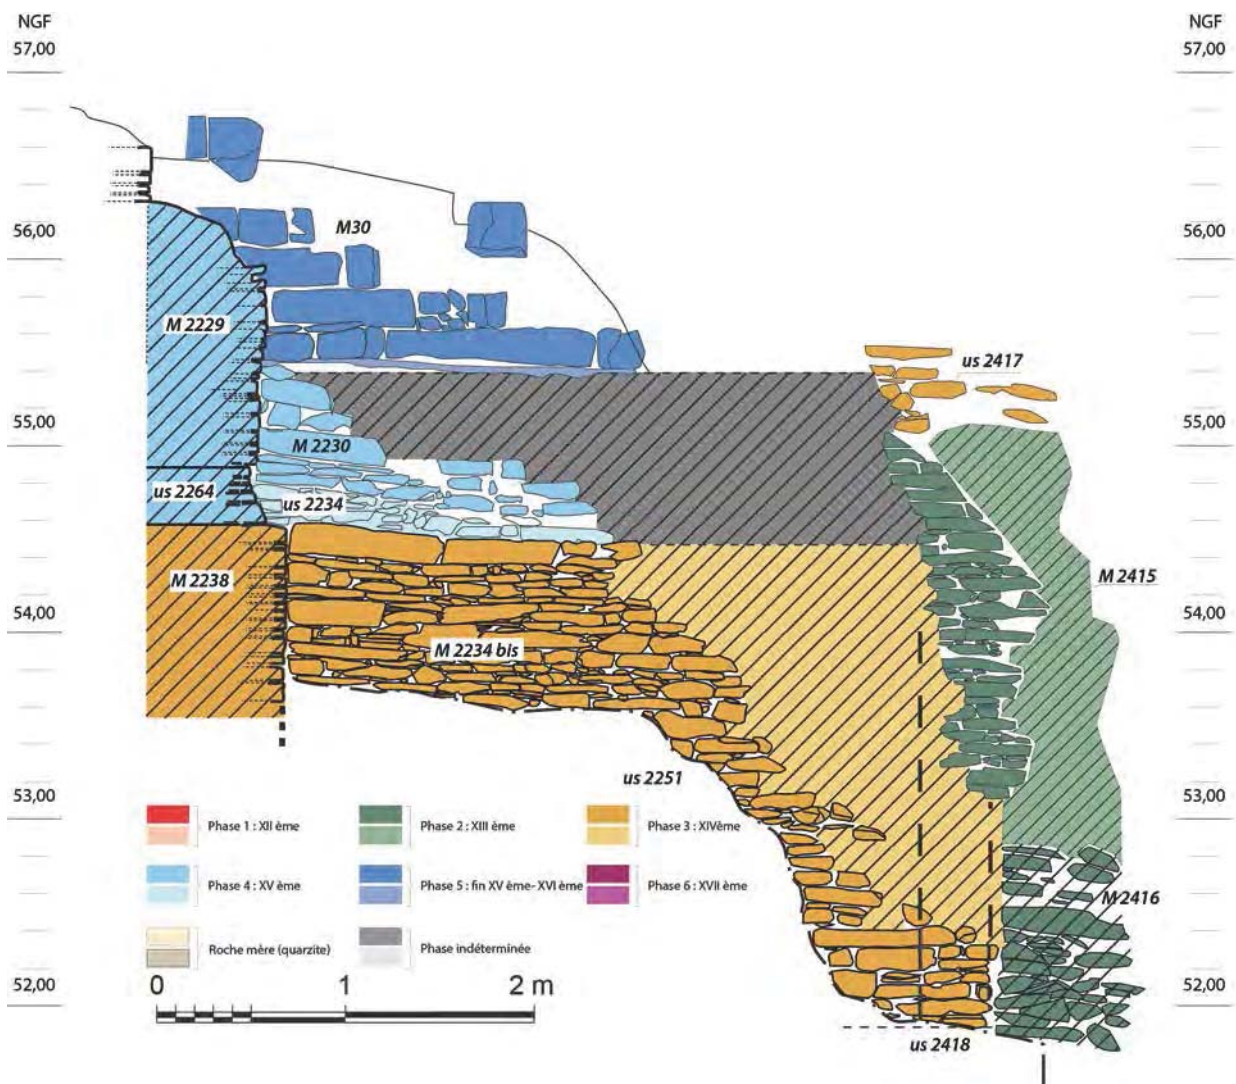 NGF
NGF
57,00
57,00
56,00
M30
56,00
M 2229
us 2417
55,00
M 2230
55,00
us 2264
us 2234
M 2238
M 2415
54,00
M 2234 bis
54,00
us 2251
53,00
53,00
Phase 1 : XII ème
Phase 2 : XIII ème
Phase 3 : XIVème
Phase 4 : XV ème
Phase 5 : fin XV ème- XVI ème
Phase 6 : XVII ème
M 2416
Roche mère (quarzite)
Phase indéterminée
52,00
0
1
2 m
52,00
us 2418